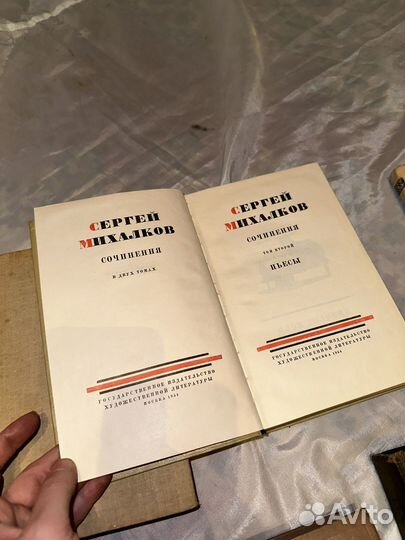 СЕРГЕЙ
МИХАЛКОВ
СОЧИНЕНИЯ
В ДВУХ ТОМАХ
ГОСУДАРСТВЕННОЕ ИЗДАТЕЛЬСТВО
ХУДОЖЕСТВЕННОЙ ЛИТЕРАТУРЫ
МОСКВА 1954
СЕРГЕЙ
МИХАЛКОВ
СОЧИНЕНИЯ
ТОМ ВТОРОЙ
ПЬЕСЫ
ГОСУДАРСТВЕННОЕ ИЗДАТЕЛЬСТВО
ХУДОЖЕСТВЕННОЙ ЛИТЕРАТУРЫ
МОСКВА 1954
Avito